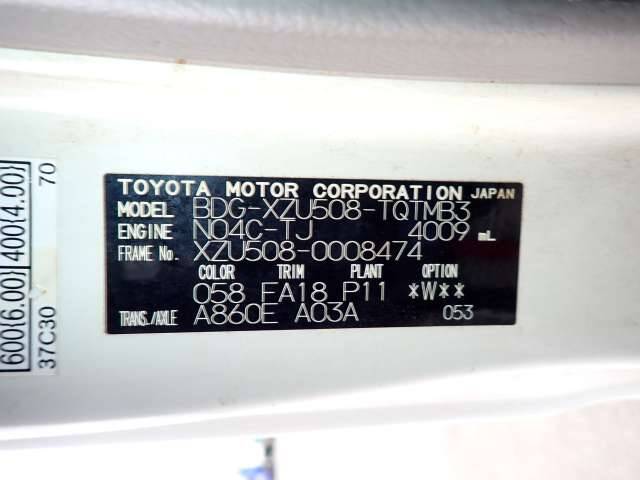 TOYOTA MOTOR CORPORATION JAPAN
MODEL BDG-XZU508-TQTMB3
ENGINE N04C-TJ 4009 mL
FRAME No. XZU508-0008474
COLOR TRIM PLANT OPTION
058 FA18 P11 *W**
TRANS./AXLE A860E A03A 053
600{6.00} 400{4.00}
37C30 70